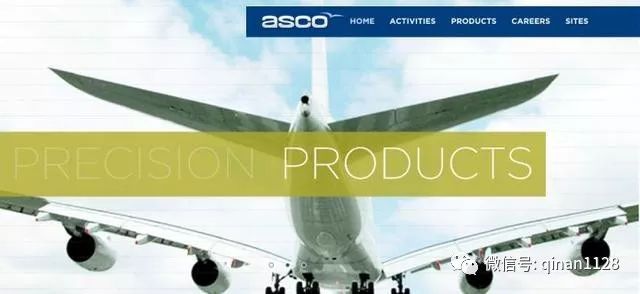 asco HOME ACTIVITIES PRODUCTS CAREERS SITES
PRECISION PRODUCTS
微信号: qinan1128